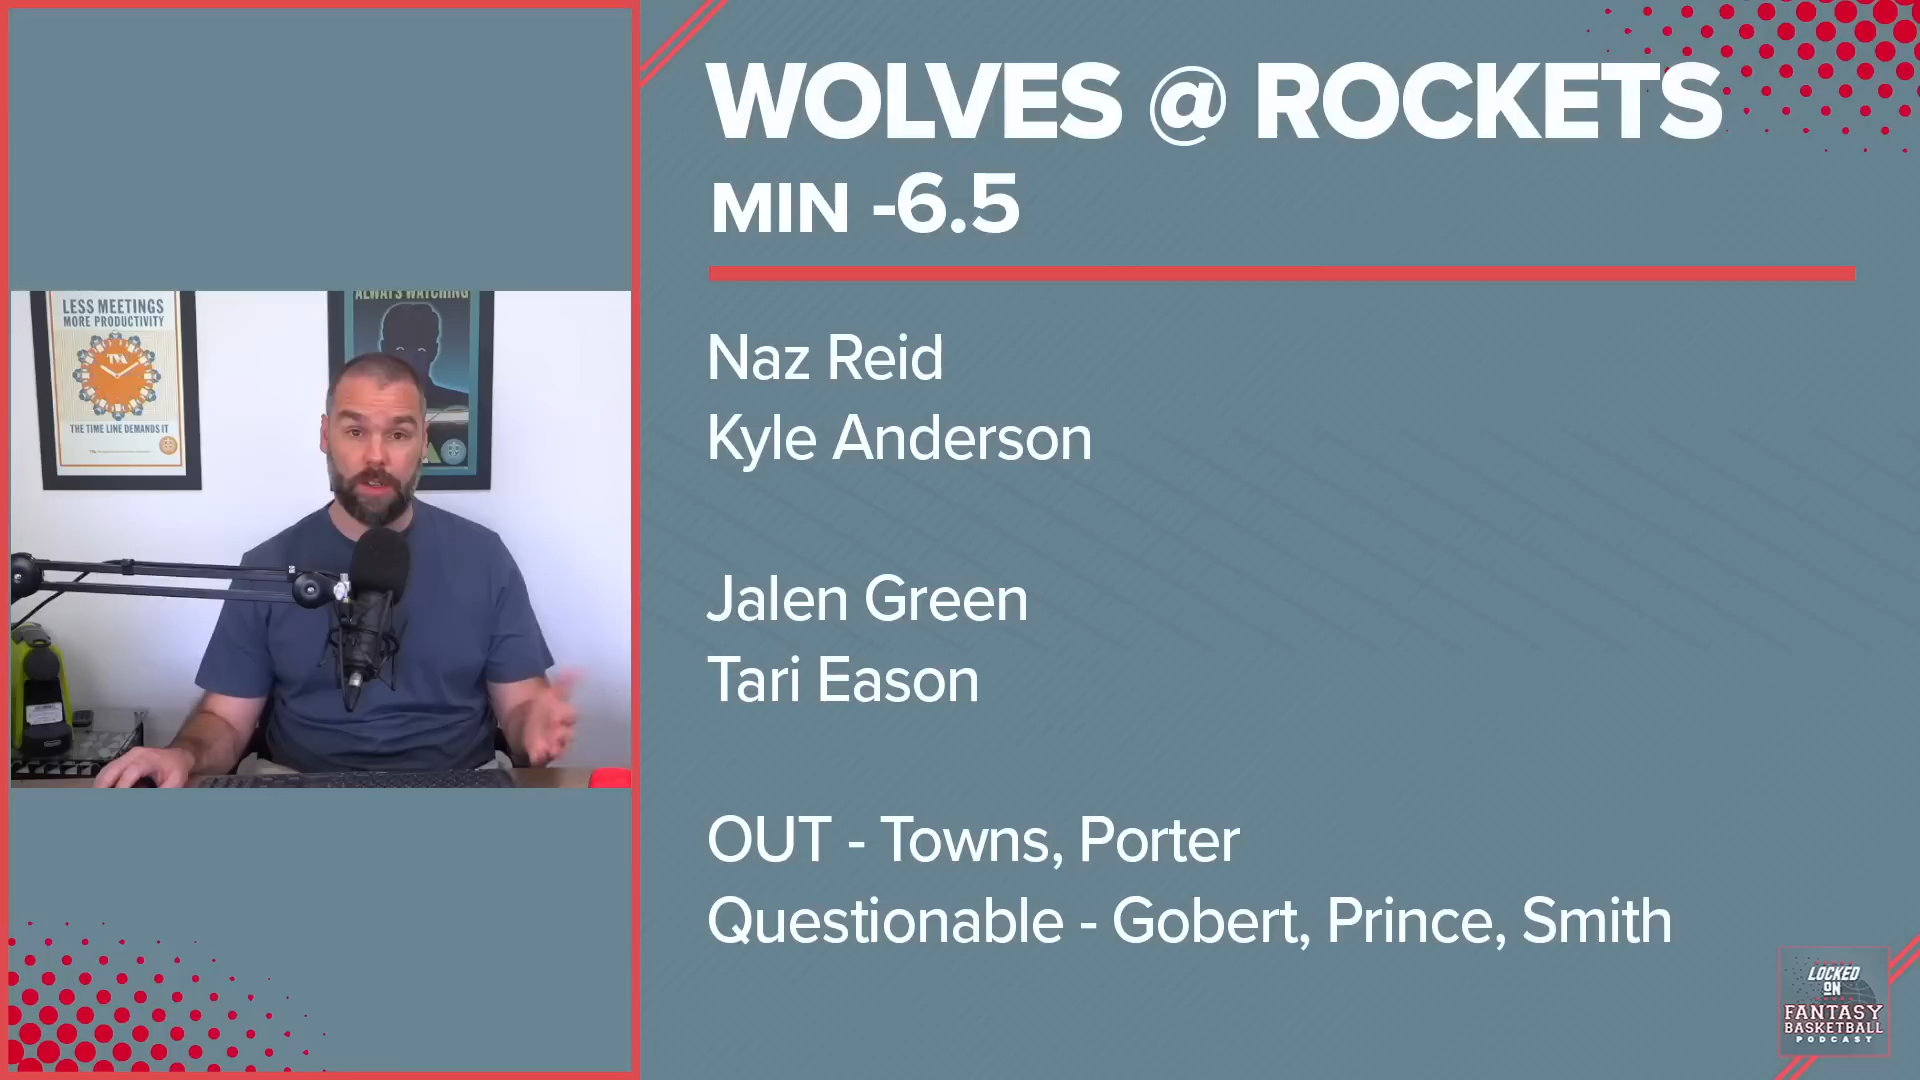 WOLVES @ ROCKETS
MIN -6.5
Naz Reid
Kyle Anderson
Jalen Green
Tari Eason
OUT - Towns, Porter
Questionable - Gobert, Prince, Smith
LESS MEETINGS
MORE PRODUCTIVITY
TVA
THE TIME LINE DEMANDS IT
ALWAYS WATCHING
LOCKED
ON
FANTASY
BASKETBALL
PODCAST